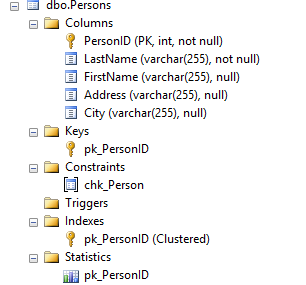 dbo.Persons
Columns
PersonID (PK, int, not null)
LastName (varchar(255), not null)
FirstName (varchar(255), null)
Address (varchar(255), null)
City (varchar(255), null)
Keys
pk_PersonID
Constraints
chk_Person
Triggers
Indexes
pk_PersonID (Clustered)
Statistics
pk_PersonID